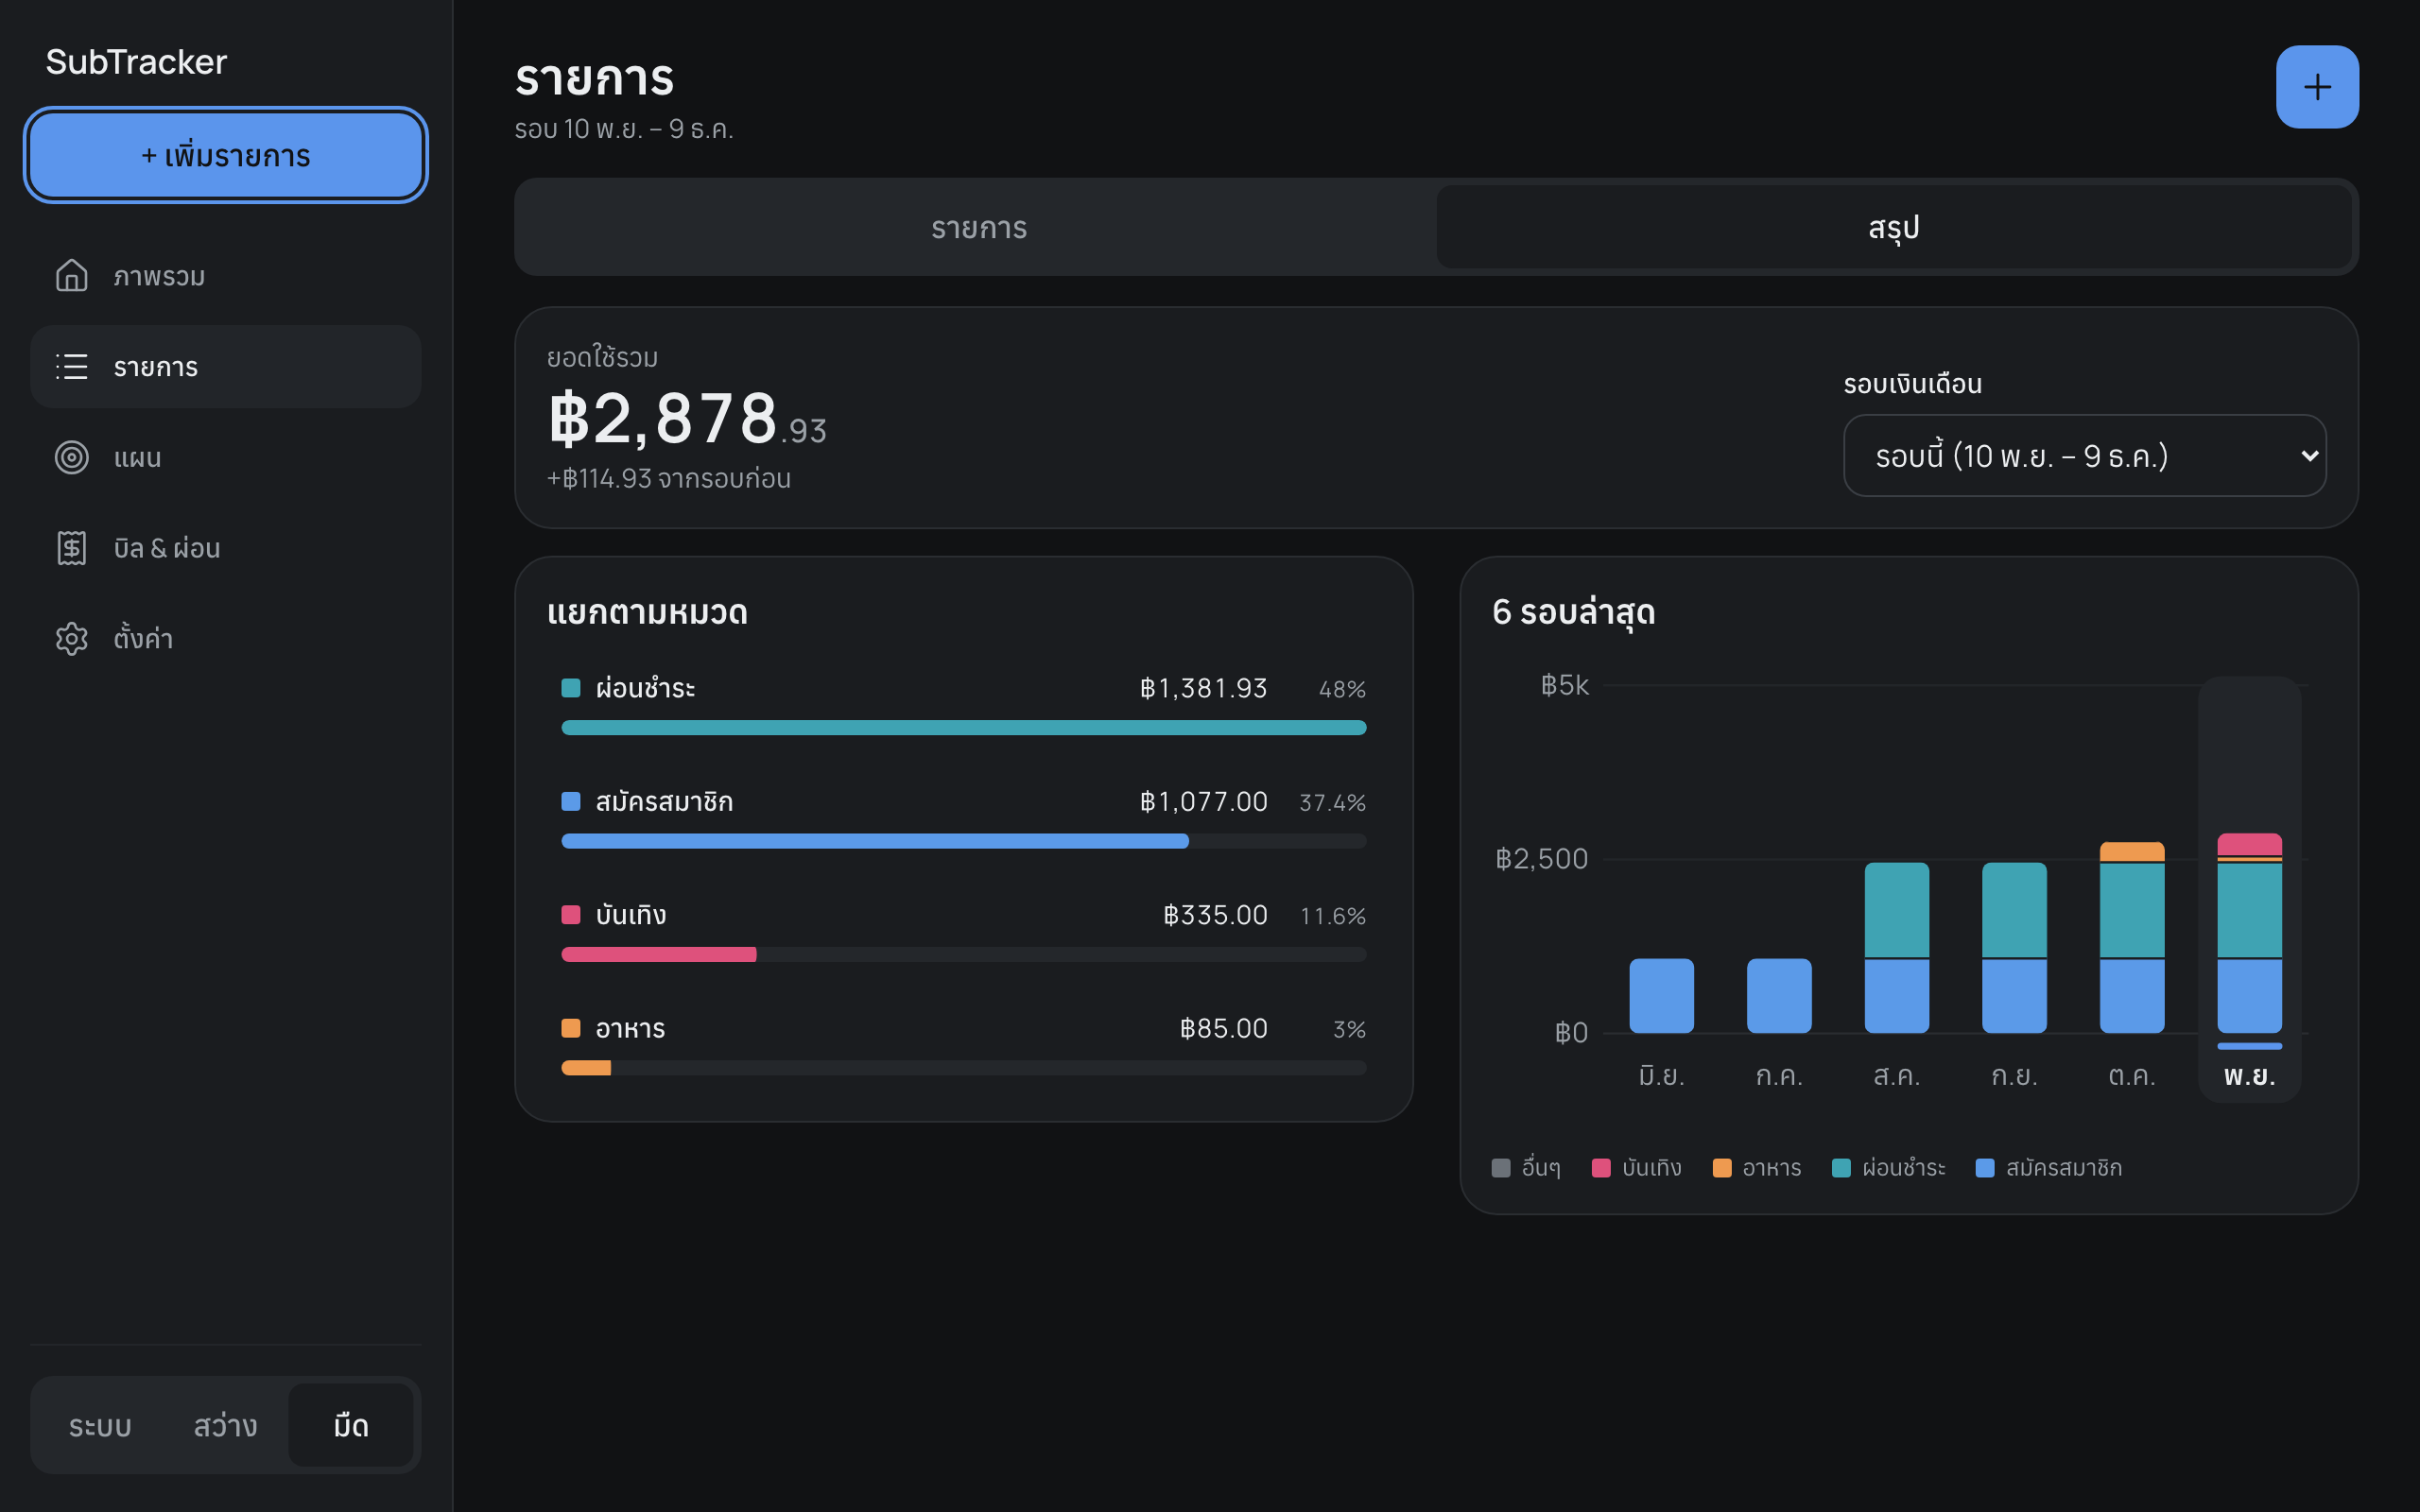 SubTracker
+ เพิ่มรายการ
ภาพรวม
รายการ
แผน
บิล & ผ่อน
ตั้งค่า
ระบบ สว่าง มืด
รายการ
รอบ 10 พ.ย. – 9 ธ.ค.
รายการ สรุป
ยอดใช้รวม
฿2,878.93
+฿114.93 จากรอบก่อน
รอบเงินเดือน
รอบนี้ (10 พ.ย. – 9 ธ.ค.)
แยกตามหมวด
ผ่อนชำระ ฿1,381.93 48%
สมัครสมาชิก ฿1,077.00 37.4%
บันเทิง ฿335.00 11.6%
อาหาร ฿85.00 3%
6 รอบล่าสุด
฿5k
฿2,500
฿0
มิ.ย. ก.ค. ส.ค. ก.ย. ต.ค. พ.ย.
อื่นๆ บันเทิง อาหาร ผ่อนชำระ สมัครสมาชิก